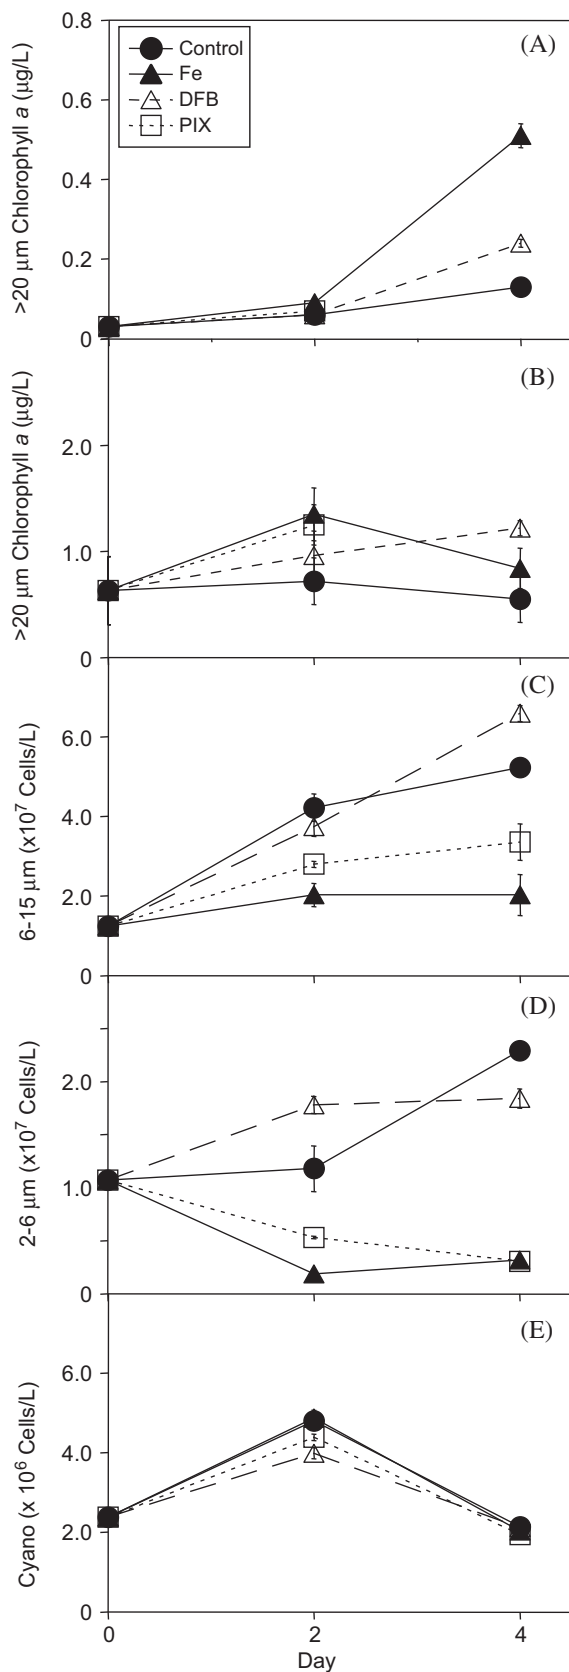 0.8
(A)
Control
Fe
DFB
PIX
0.6
0.4
0.2
0
>20 μm Chlorophyll a (μg/L)
(B)
2.0
1.0
0
>20 μm Chlorophyll a (μg/L)
(C)
6.0
4.0
2.0
0
6-15 μm (x10⁷ Cells/L)
(D)
2.0
1.0
0
2-6 μm (x10⁷ Cells/L)
(E)
6.0
4.0
2.0
0
Cyano (x 10⁶ Cells/L)
0 2 4
Day